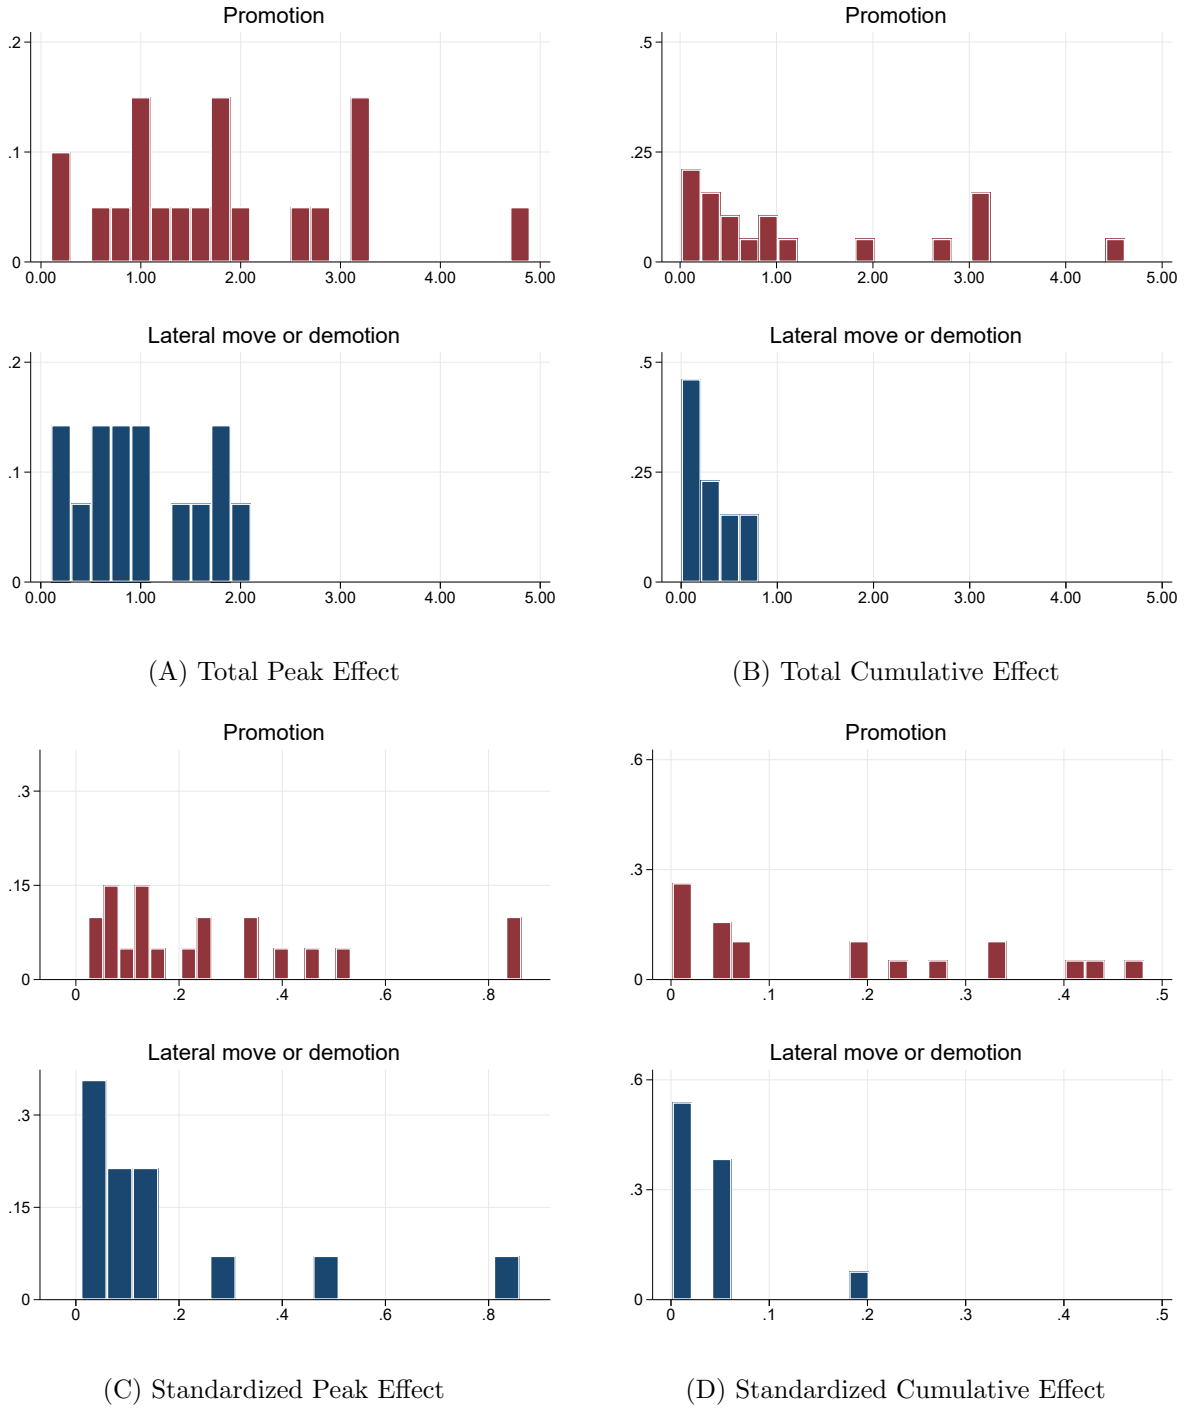 Promotion
.2
.1
0
0.00 1.00 2.00 3.00 4.00 5.00
Lateral move or demotion
.2
.1
0
0.00 1.00 2.00 3.00 4.00 5.00
(A) Total Peak Effect
Promotion
.5
.25
0
0.00 1.00 2.00 3.00 4.00 5.00
Lateral move or demotion
.5
.25
0
0.00 1.00 2.00 3.00 4.00 5.00
(B) Total Cumulative Effect
Promotion
.3
.15
0
0 .2 .4 .6 .8
Lateral move or demotion
.3
.15
0
0 .2 .4 .6 .8
(C) Standardized Peak Effect
Promotion
.6
.3
0
0 .1 .2 .3 .4 .5
Lateral move or demotion
.6
.3
0
0 .1 .2 .3 .4 .5
(D) Standardized Cumulative Effect